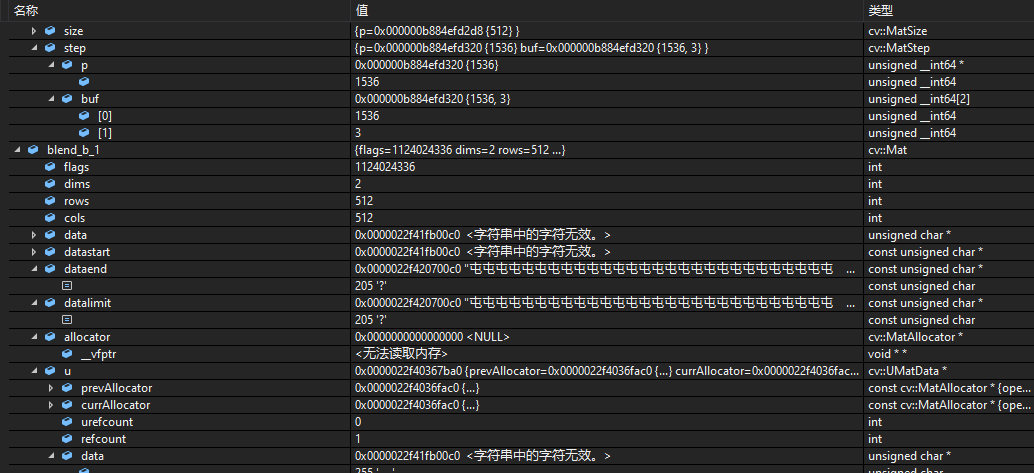 名称 值 类型
size {p=0x000000b884efd2d8 {512} } cv::MatSize
step {p=0x000000b884efd320 {1536} buf=0x000000b884efd320 {1536, 3} } cv::MatStep
p 0x000000b884efd320 {1536} unsigned __int64 *
1536 unsigned __int64
buf 0x000000b884efd320 {1536, 3} unsigned __int64[2]
[0] 1536 unsigned __int64
[1] 3 unsigned __int64
blend_b_1 {flags=1124024336 dims=2 rows=512 ...} cv::Mat
flags 1124024336 int
dims 2 int
rows 512 int
cols 512 int
data 0x0000022f41fb00c0 <字符串中的字符无效。> unsigned char *
datastart 0x0000022f41fb00c0 <字符串中的字符无效。> const unsigned char *
dataend 0x0000022f420700c0 "屯屯屯屯屯屯屯屯屯屯屯屯屯屯屯屯屯屯屯屯屯屯屯屯屯屯屯屯 ... const unsigned char *
205 '?' const unsigned char
datalimit 0x0000022f420700c0 "屯屯屯屯屯屯屯屯屯屯屯屯屯屯屯屯屯屯屯屯屯屯屯屯屯屯屯屯 ... const unsigned char *
205 '?' const unsigned char
allocator 0x0000000000000000 <NULL> cv::MatAllocator *
__vfptr <无法读取内存> void * *
u 0x0000022f40367ba0 {prevAllocator=0x0000022f4036fac0 {...} currAllocator=0x0000022f4036fac... cv::UMatData *
prevAllocator 0x0000022f4036fac0 {...} const cv::MatAllocator * {ope...
currAllocator 0x0000022f4036fac0 {...} const cv::MatAllocator * {ope...
urefcount 0 int
refcount 1 int
data 0x0000022f41fb00c0 <字符串中的字符无效。> unsigned char *